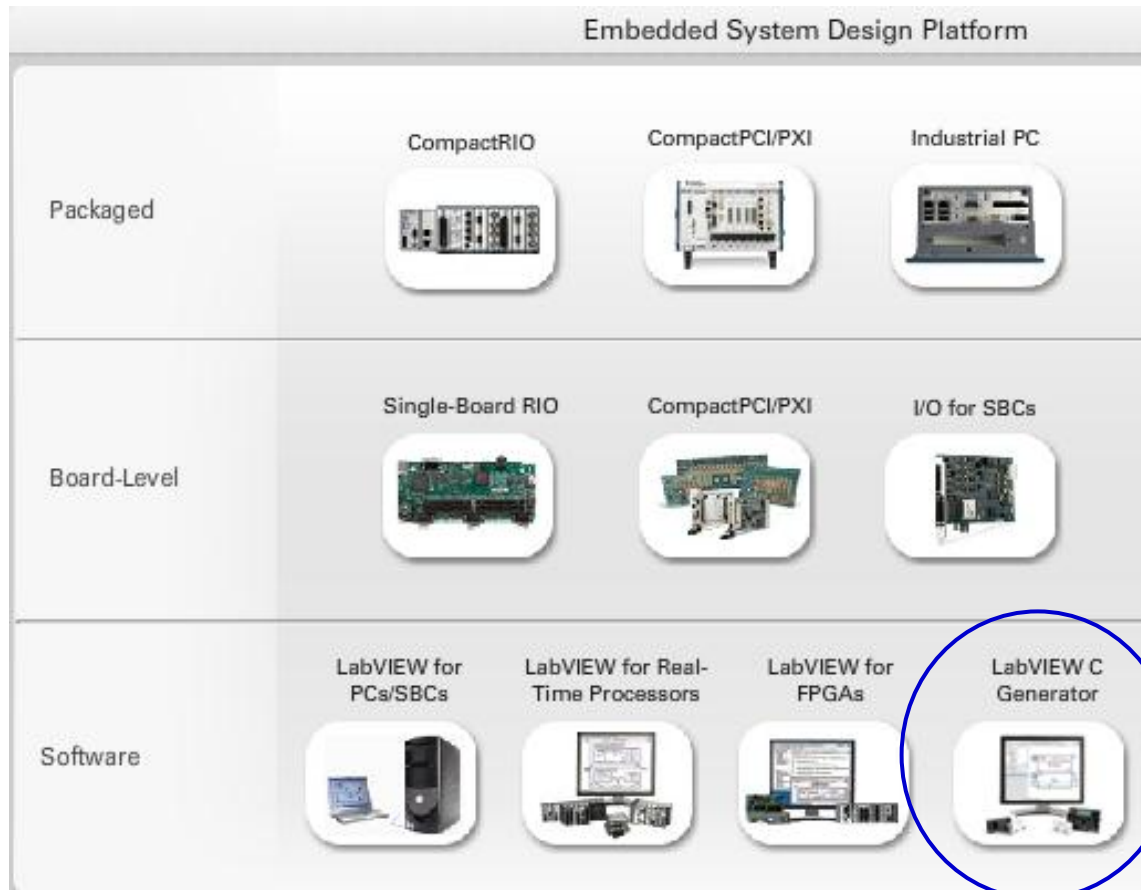 Embedded System Design Platform
Packaged
CompactRIO
CompactPCI/PXI
Industrial PC
Board-Level
Single-Board RIO
CompactPCI/PXI
I/O for SBCs
Software
LabVIEW for
PCs/SBCs
LabVIEW for Real-
Time Processors
LabVIEW for
FPGAs
LabVIEW C
Generator